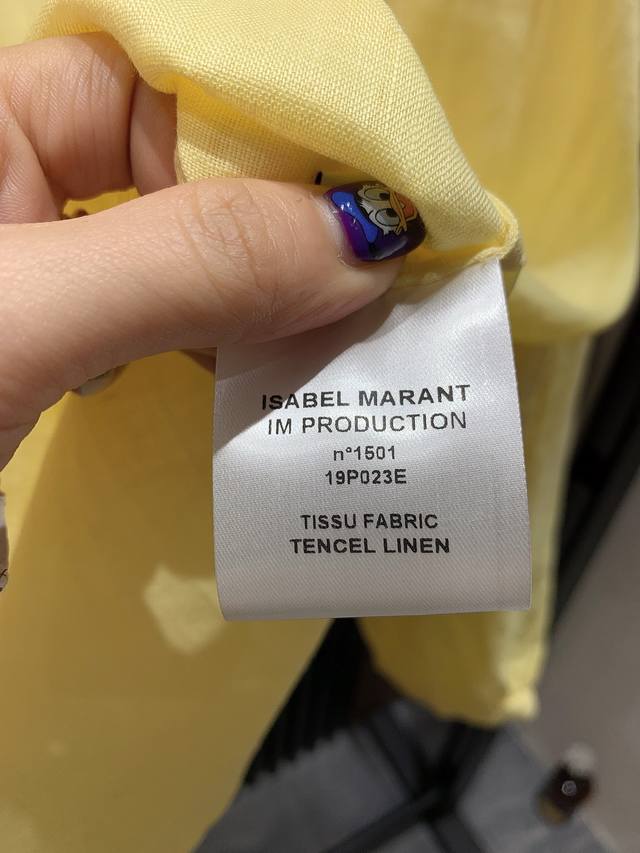 ISABEL MARANT
IM PRODUCTION
n°1501
19P023E
TISSU FABRIC
TENCEL LINEN